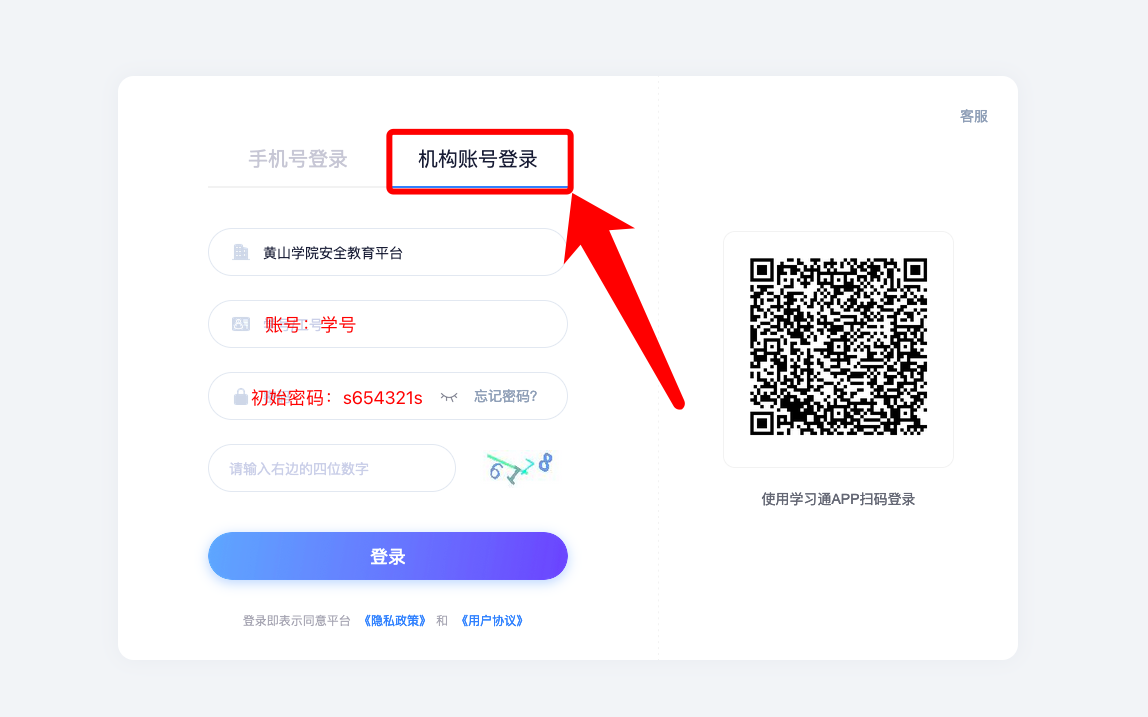 客服
手机号登录
机构账号登录
黄山学院安全教育平台
账号：学号
初始密码：s654321s
忘记密码?
请输入右边的四位数字
登录
使用学习通APP扫码登录
登录即表示同意平台 《隐私政策》 和 《用户协议》